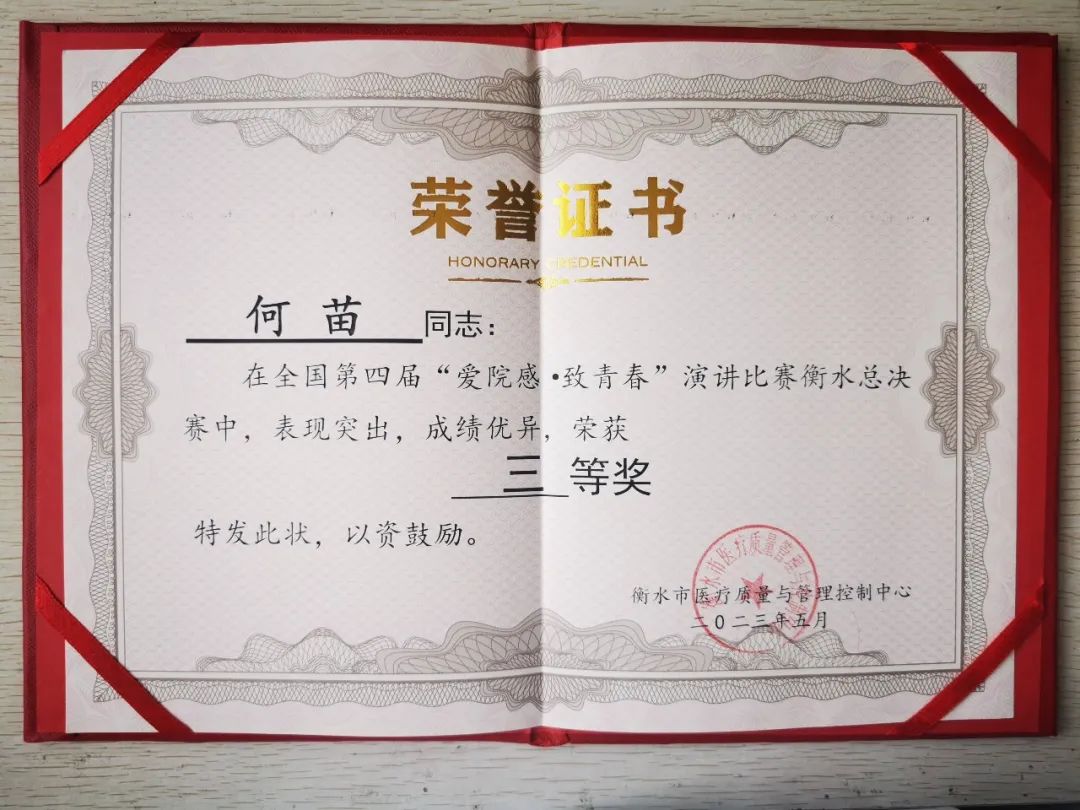 荣誉证书
HONORARY CREDENTIAL
何苗同志：
在全国第四届“爱院感·致青春”演讲比赛衡水总决
赛中，表现突出，成绩优异，荣获
三等奖
特发此状，以资鼓励。
衡水市医疗质量与管理控制中心
二0二三年五月